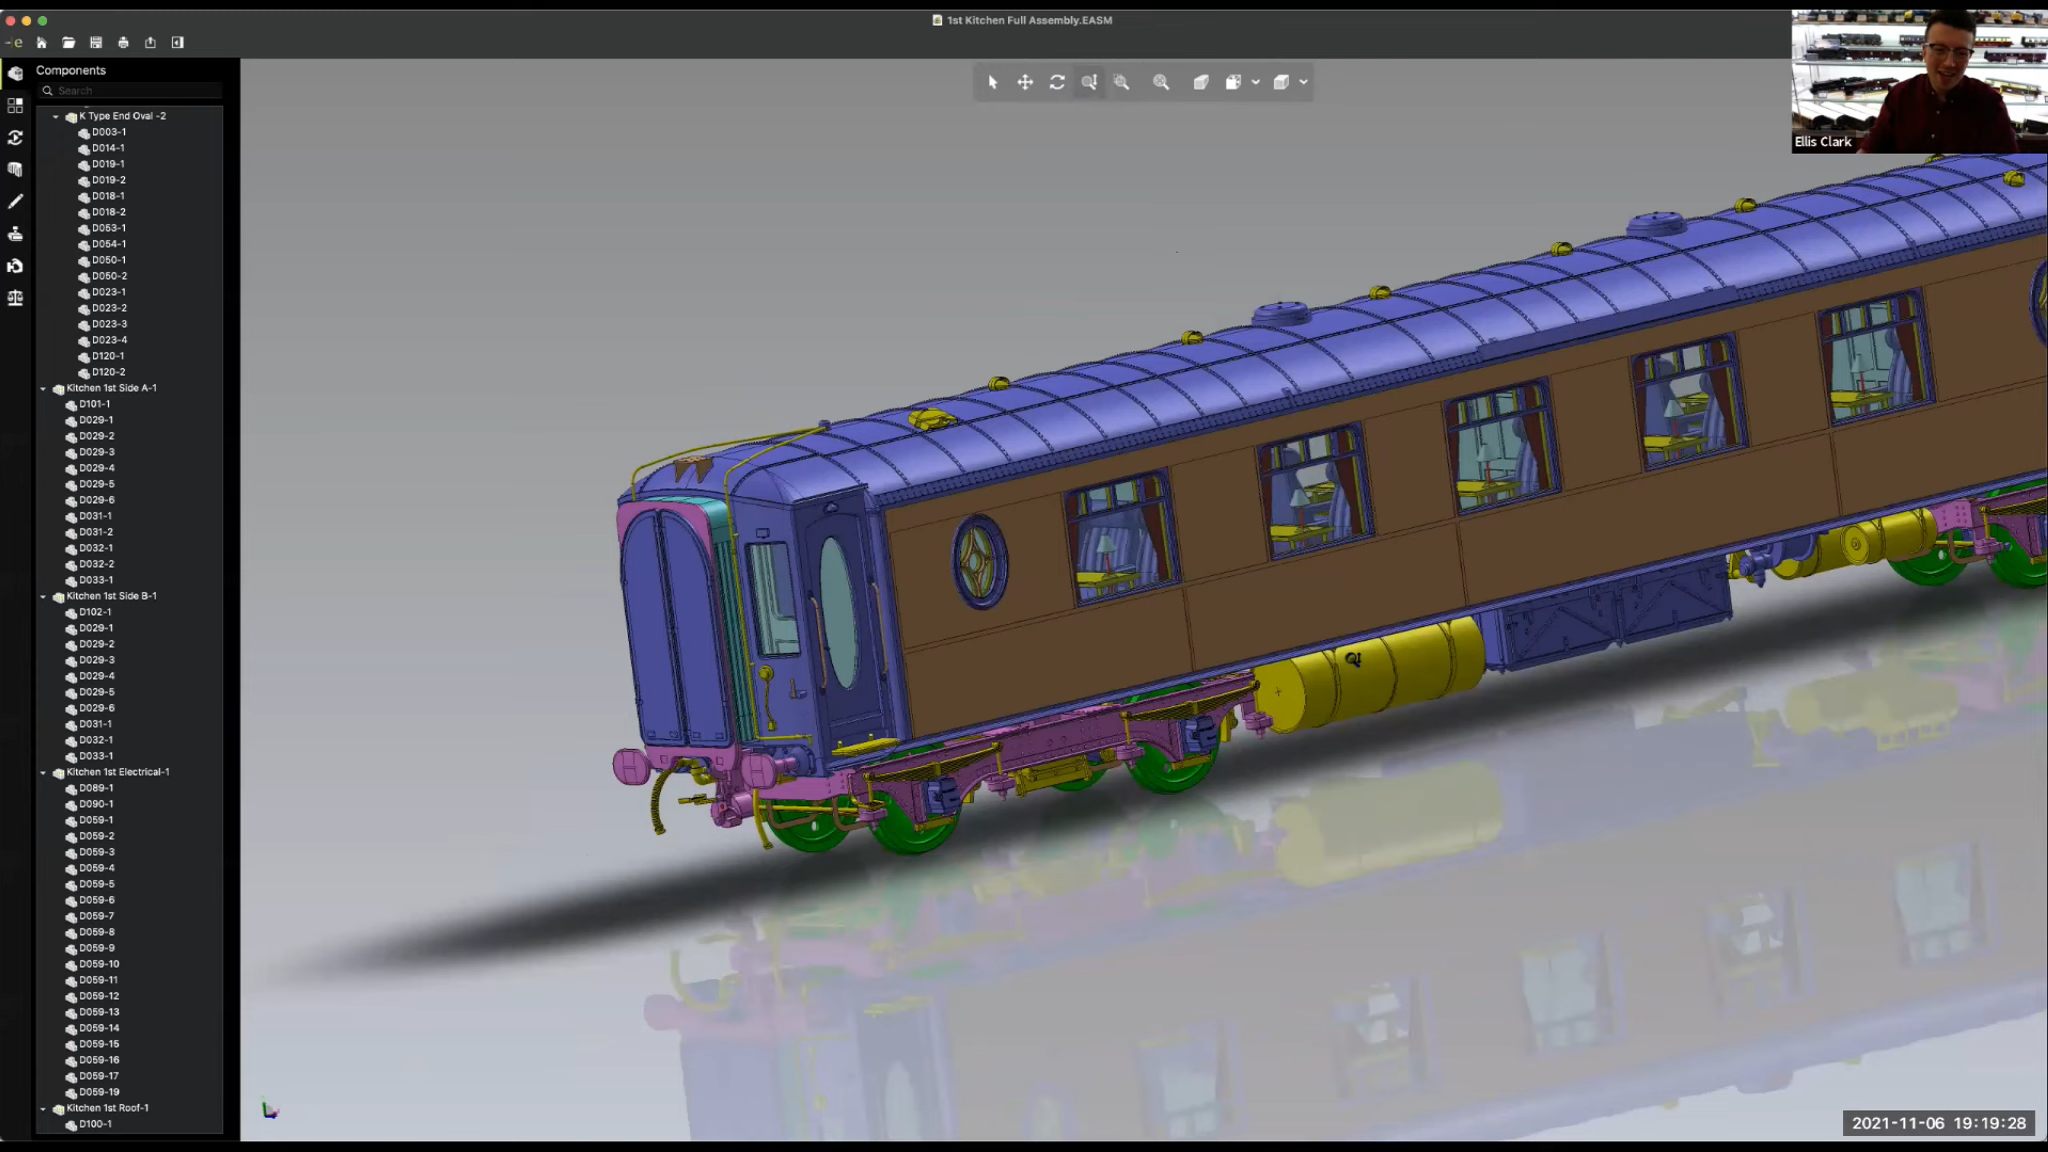 1st Kitchen Full Assembly.EASM
e
Components
Search
K Type End Oval -2
D003-1
D014-1
D019-1
D019-2
D018-1
D018-2
D053-1
D054-1
D050-1
D050-2
D023-1
D023-2
D023-3
D023-4
D120-1
D120-2
Kitchen 1st Side A-1
D101-1
D029-1
D029-2
D029-3
D029-4
D029-5
D029-6
D031-1
D031-2
D032-1
D032-2
D033-1
Kitchen 1st Side B-1
D102-1
D029-1
D029-2
D029-3
D029-4
D029-5
D029-6
D031-1
D032-1
D033-1
Kitchen 1st Electrical-1
D089-1
D090-1
D059-1
D059-2
D059-3
D059-4
D059-5
D059-6
D059-7
D059-8
D059-9
D059-10
D059-11
D059-12
D059-13
D059-14
D059-15
D059-16
D059-17
D059-19
Kitchen 1st Roof-1
D100-1
Ellis Clark
2021-11-06 19:19:28